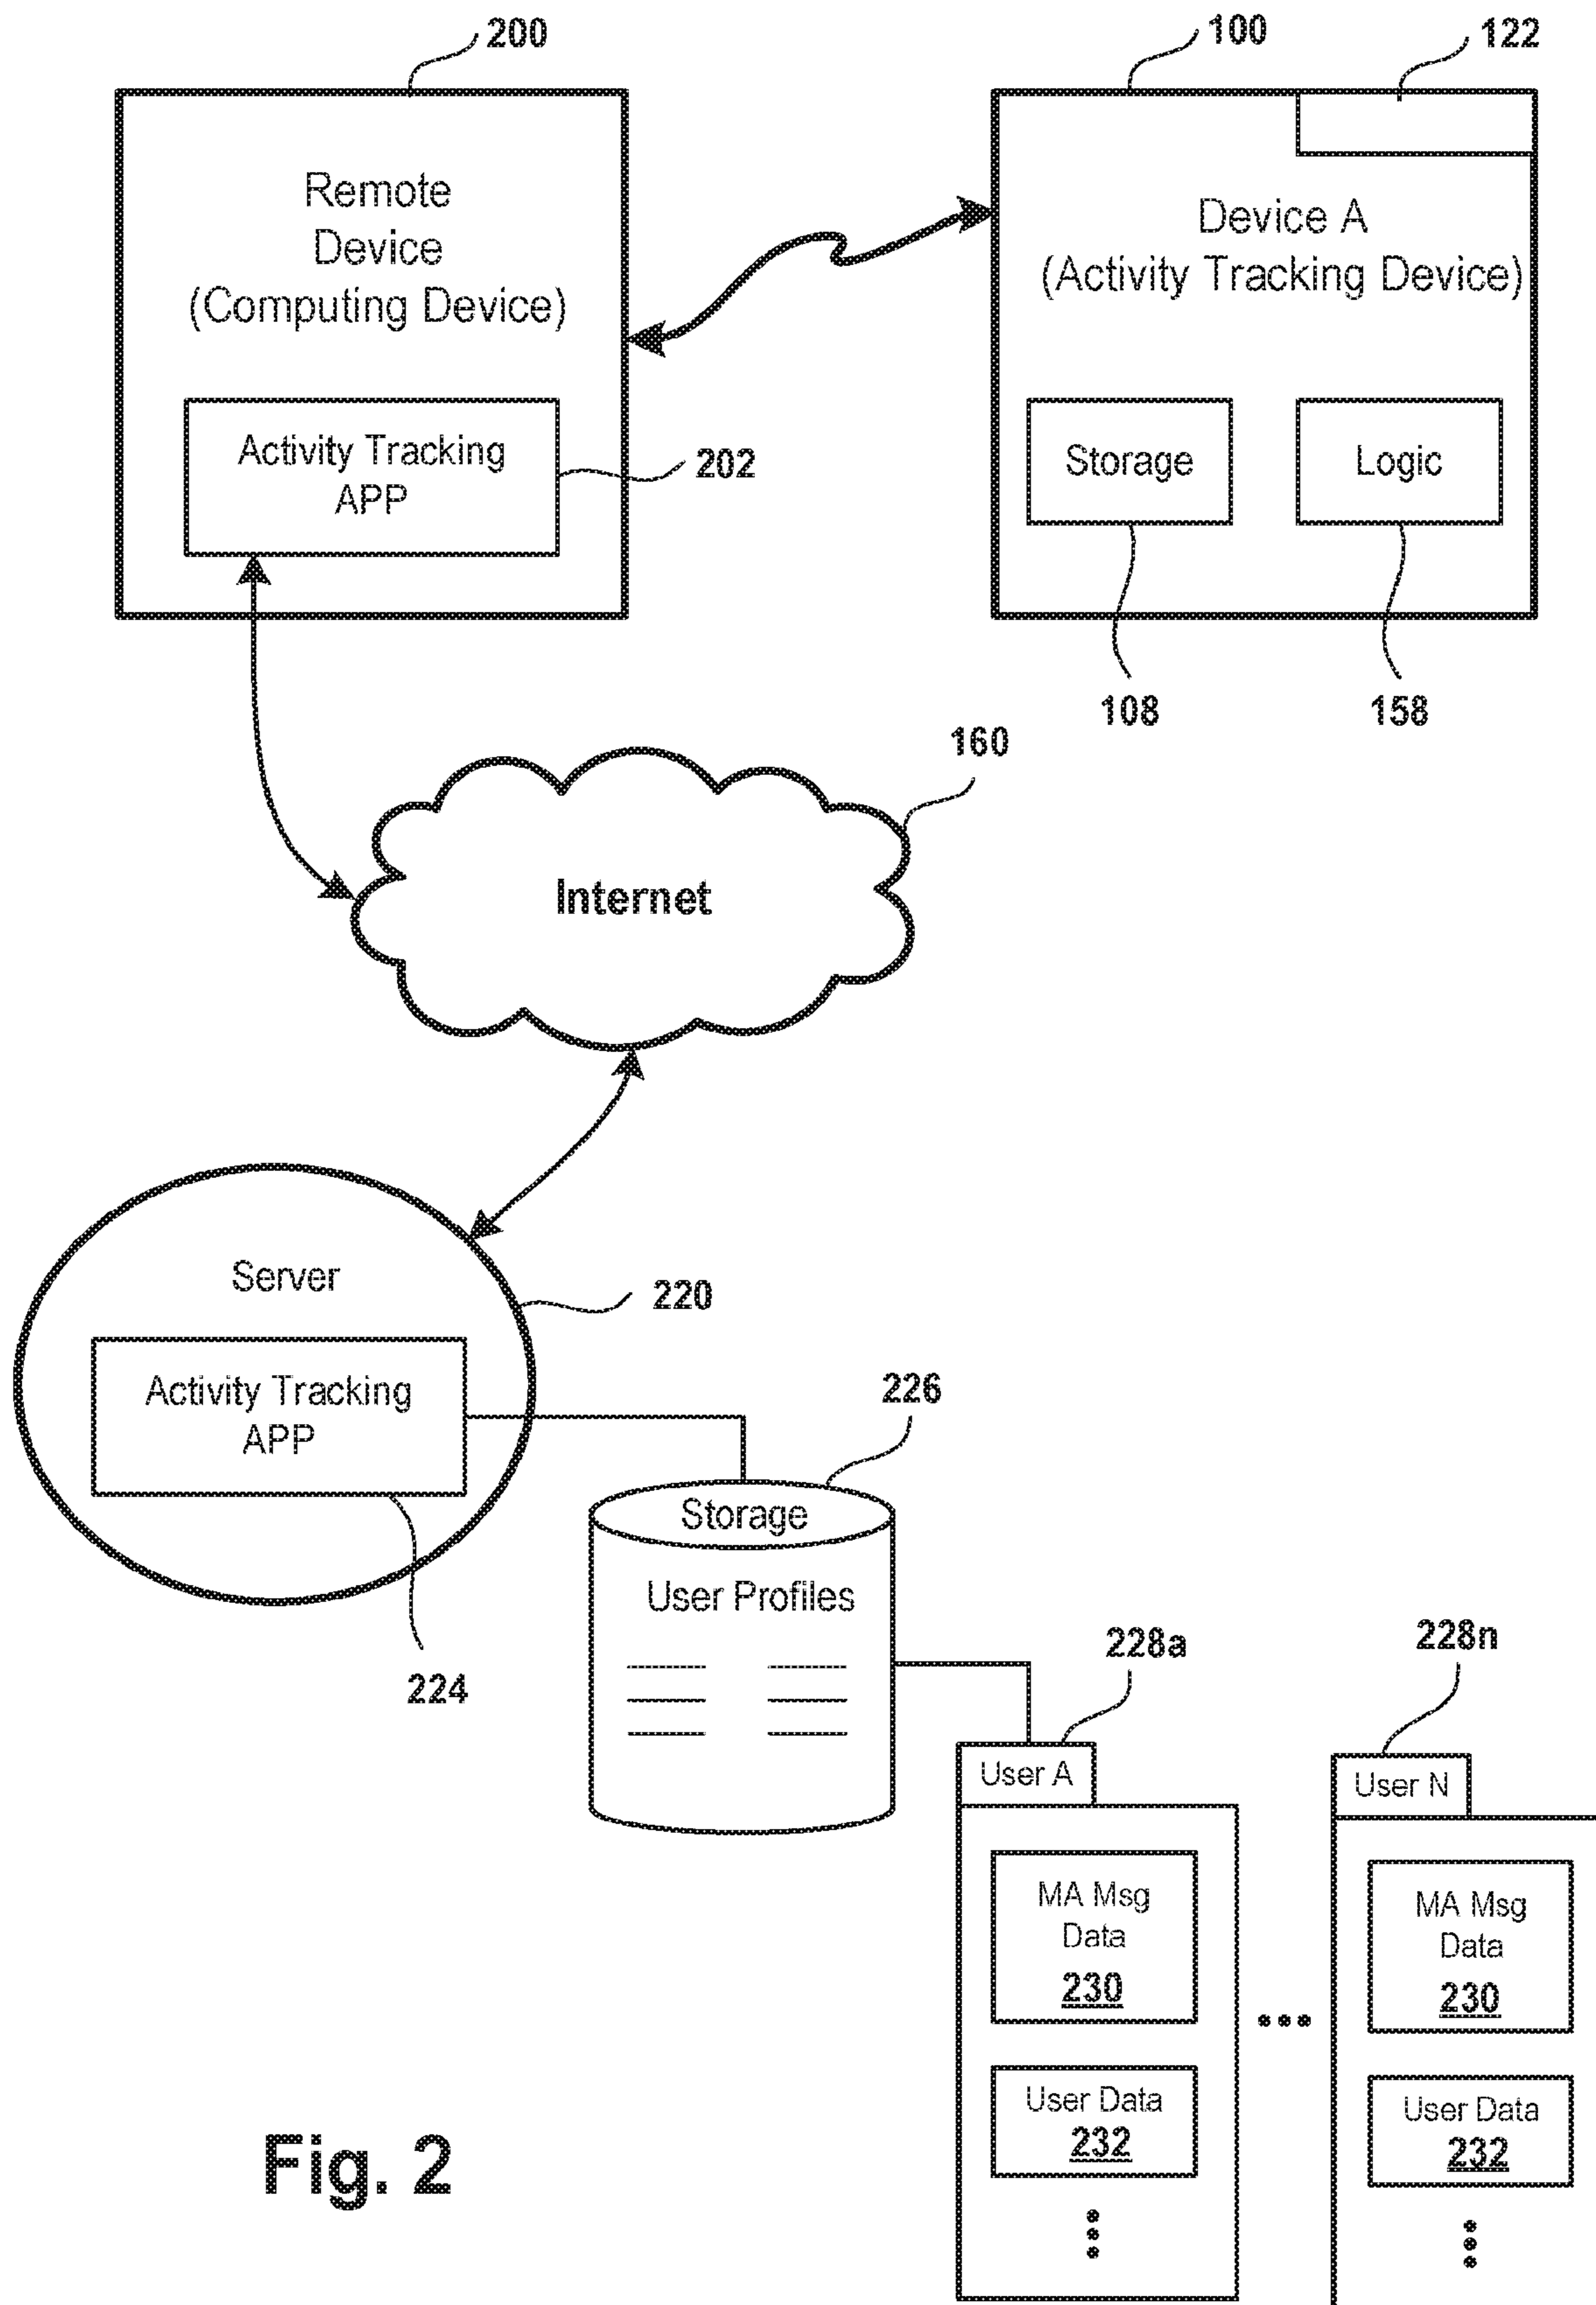 200
100
122
Remote
Device
(Computing Device)
Device A
(Activity Tracking Device)
Activity Tracking
APP
202
Storage
Logic
108
158
160
Internet
Server
220
Activity Tracking
APP
224
226
Storage
User Profiles
228a
228n
User A
User N
MA Msg
Data
230
MA Msg
Data
230
User Data
232
User Data
232
Fig. 2